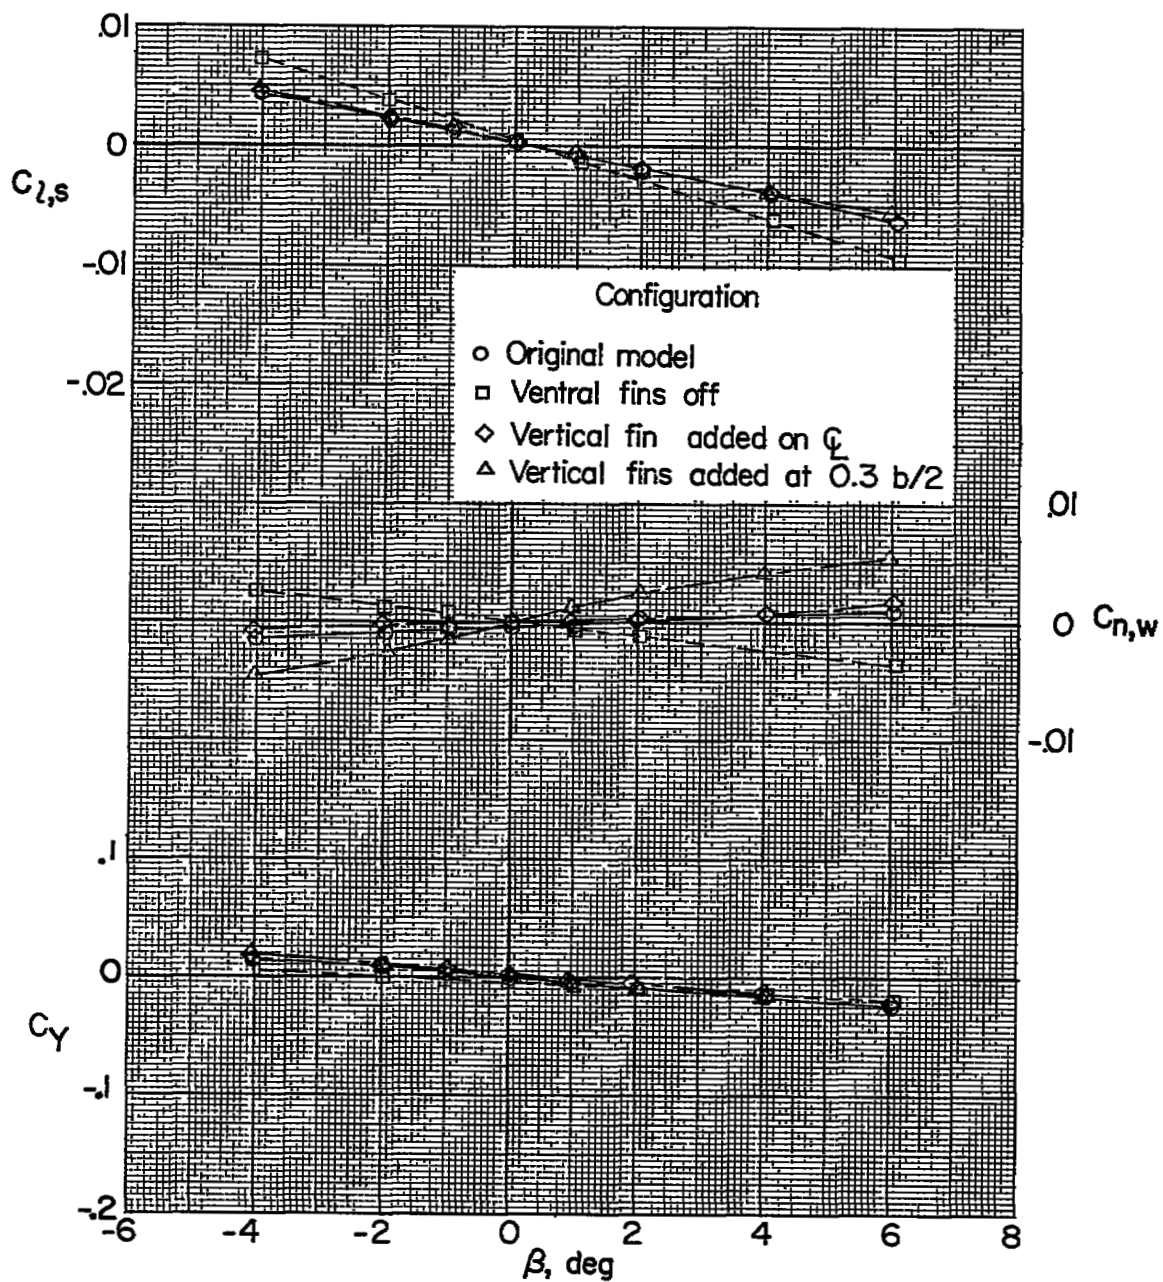 .01
0
C_{l,s}
-.01
Configuration
○ Original model
□ Ventral fins off
◇ Vertical fin added on ℄
△ Vertical fins added at 0.3 b/2
-.02
.01
0 C_{n,w}
-.01
.1
0
C_Y
-.1
-.2
-6 -4 -2 0 2 4 6 8
β, deg